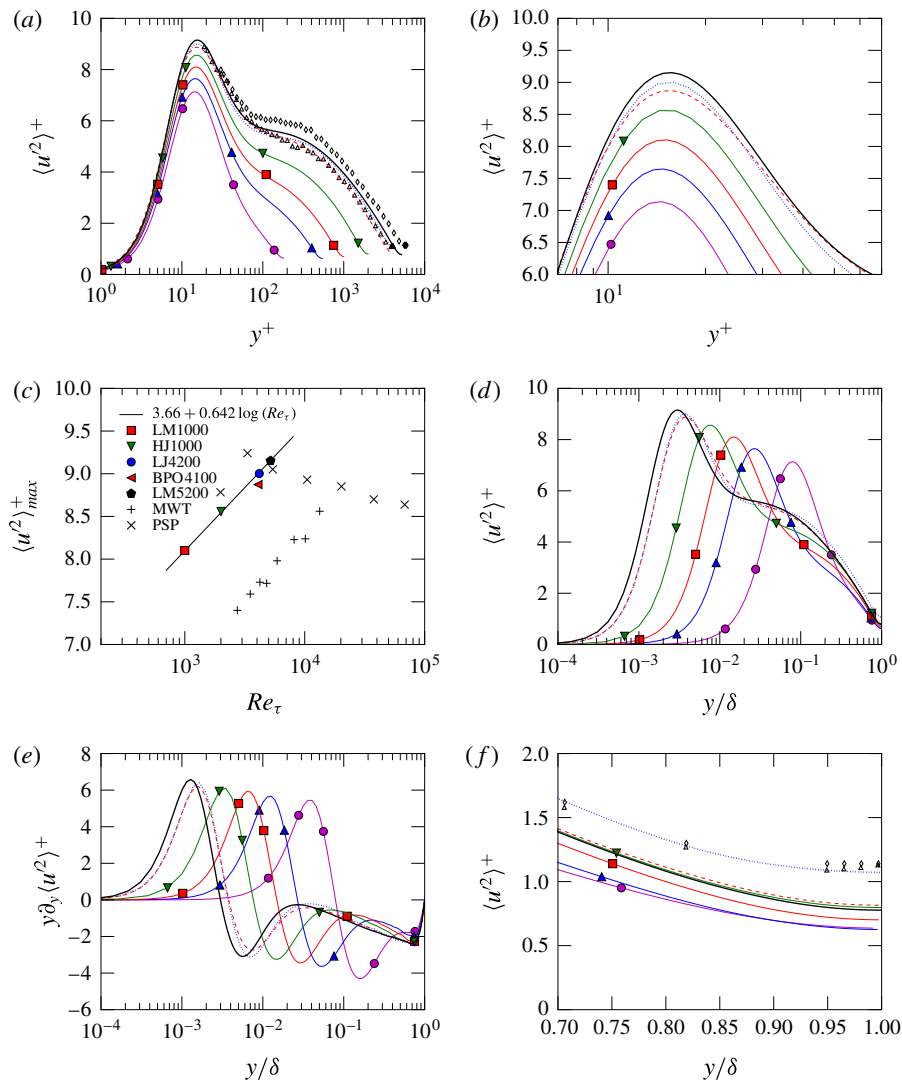 (a)
10
8
6
4
2
0
⟨u′²⟩⁺
10⁰ 10¹ 10² 10³ 10⁴
y⁺
(b)
10.0
9.5
9.0
8.5
8.0
7.5
7.0
6.5
6.0
⟨u′²⟩⁺
10¹
y⁺
(c)
10.0
9.5
9.0
8.5
8.0
7.5
7.0
⟨u′²⟩⁺max
3.66 + 0.642 log (Reτ)
LM1000
HJ1000
LJ4200
BPO4100
LM5200
MWT
PSP
10³ 10⁴ 10⁵
Reτ
(d)
10
8
6
4
2
0
⟨u′²⟩⁺
10⁻⁴ 10⁻³ 10⁻² 10⁻¹ 10⁰
y/δ
(e)
8
6
4
2
0
−2
−4
−6
y∂y⟨u′²⟩⁺
10⁻⁴ 10⁻³ 10⁻² 10⁻¹ 10⁰
y/δ
(f)
2.0
1.5
1.0
0.5
0
⟨u′²⟩⁺
0.70 0.75 0.80 0.85 0.90 0.95 1.00
y/δ